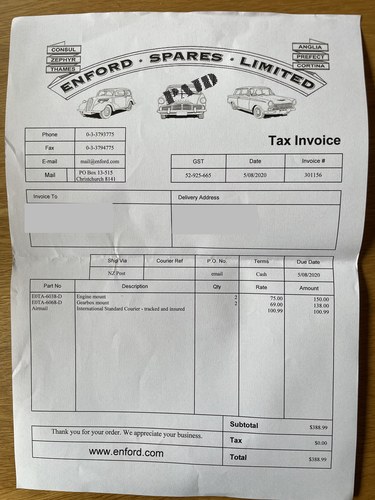 CONSUL
ZEPHYR
THAMES
ENFORD · SPARES · LIMITED
ANGLIA
PREFECT
CORTINA
PAID
Phone 0-3-3793773
Fax 0-3-3794775
E-mail mail@enford.com
Mail PO Box 13-515
Christchurch 8141
Tax Invoice
GST Date Invoice #
52-925-665 5/08/2020 301156
Invoice To Delivery Address
Ship Via Courier Ref P.O. No. Terms Due Date
NZ Post email Cash 5/08/2020
Part No Description Qty Rate Amount
E0TA-6038-D Engine mount 2 75.00 150.00
E0TA-6068-D Gearbox mount 2 69.00 138.00
Airmail International Standard Courier - tracked and insured 100.99 100.99
Thank you for your order. We appreciate your business.
www.enford.com
Subtotal $388.99
Tax $0.00
Total $388.99